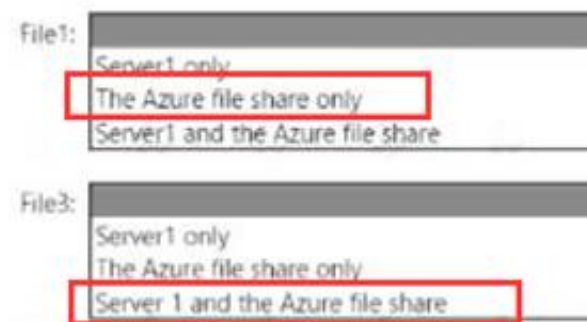 File1:
Server1 only
The Azure file share only
Server1 and the Azure file share
File3:
Server1 only
The Azure file share only
Server 1 and the Azure file share